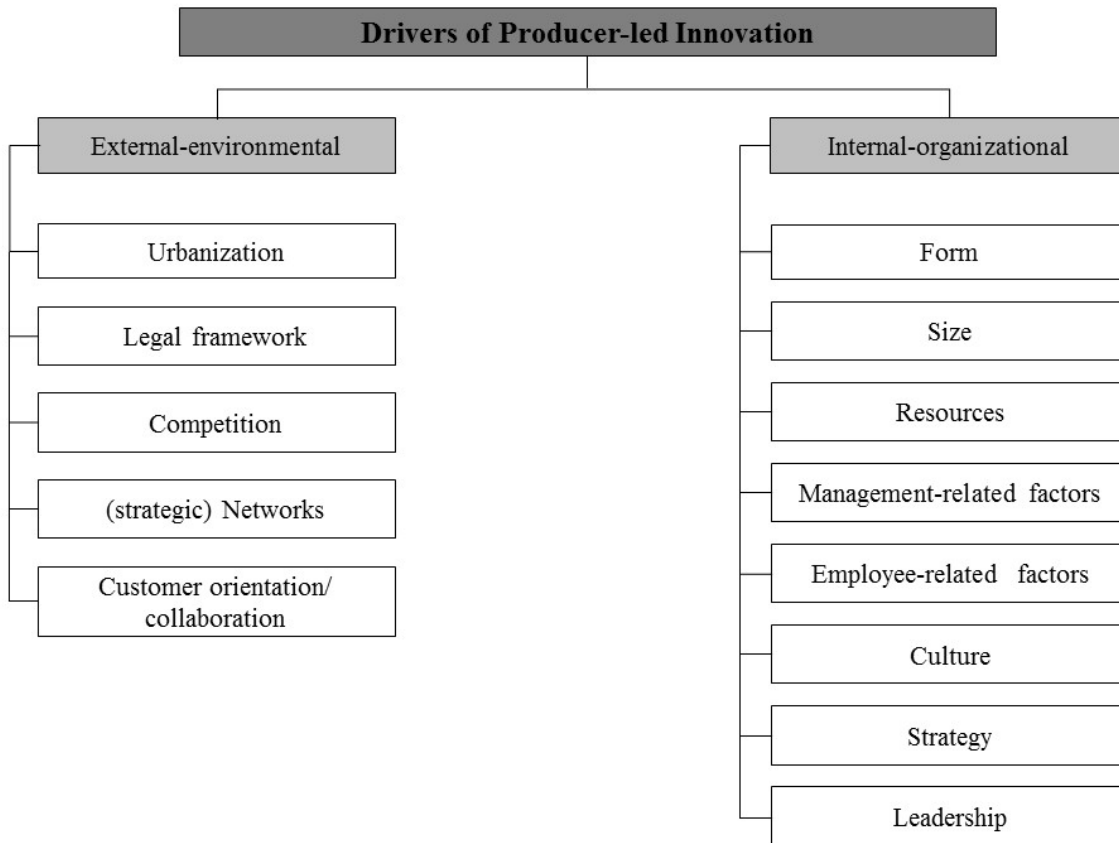 Drivers of Producer-led Innovation
External-environmental
Urbanization
Legal framework
Competition
(strategic) Networks
Customer orientation/
collaboration
Internal-organizational
Form
Size
Resources
Management-related factors
Employee-related factors
Culture
Strategy
Leadership